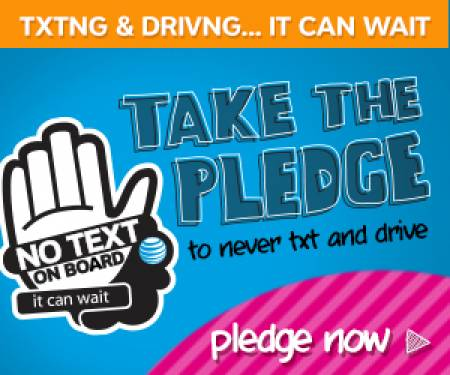 TXTNG & DRIVNG... IT CAN WAIT
TAKE THE
PLEDGE
to never txt and drive
NO TEXT
ON BOARD
it can wait
pledge now